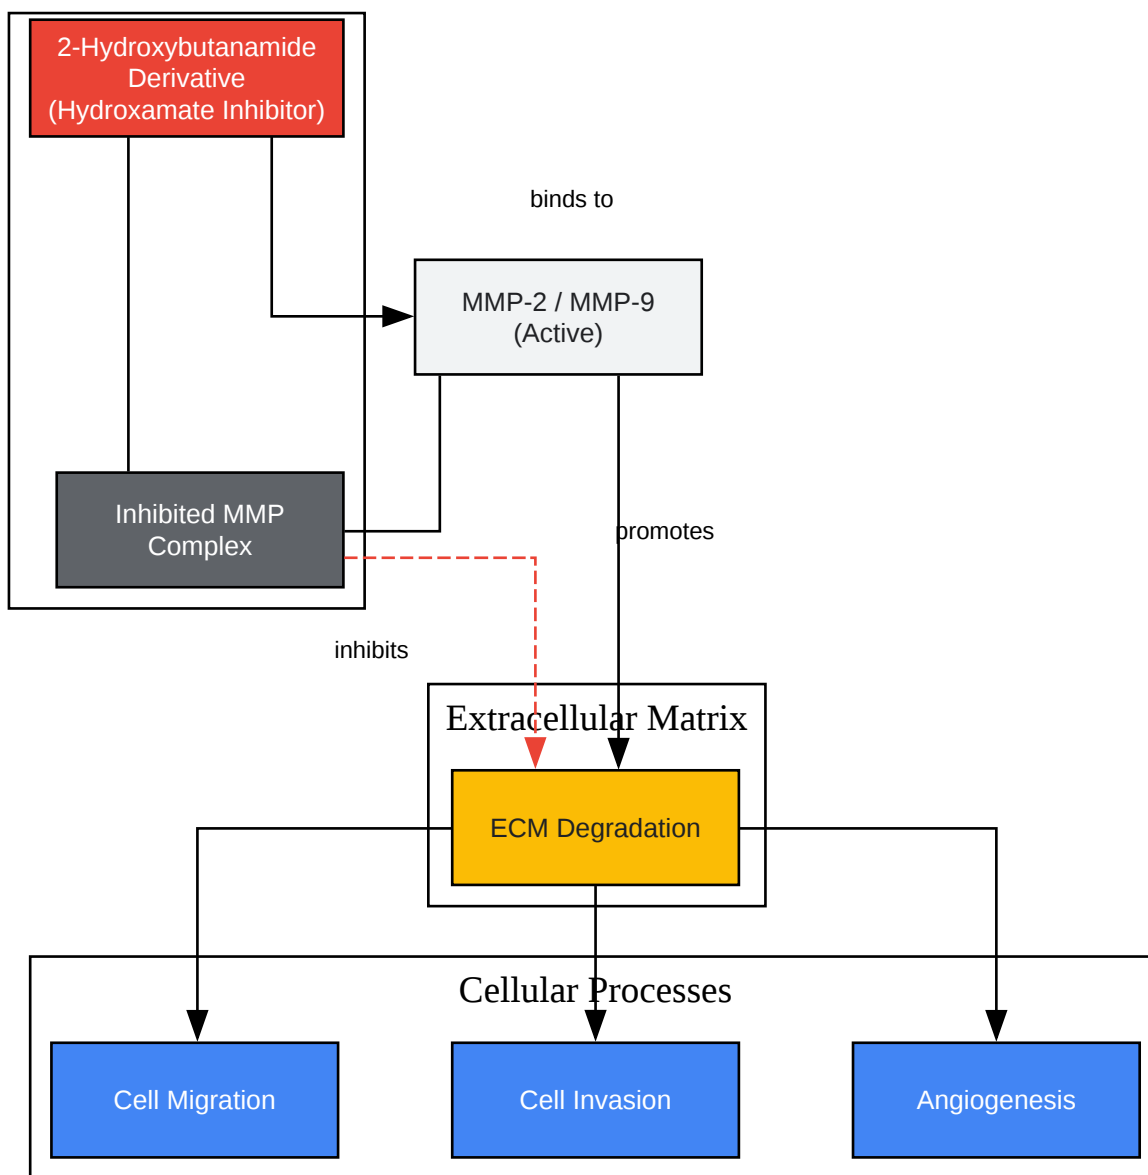 2-Hydroxybutanamide
Derivative
(Hydroxamate Inhibitor)
binds to
MMP-2 / MMP-9
(Active)
Inhibited MMP
Complex
promotes
inhibits
Extracellular Matrix
ECM Degradation
Cellular Processes
Cell Migration
Cell Invasion
Angiogenesis